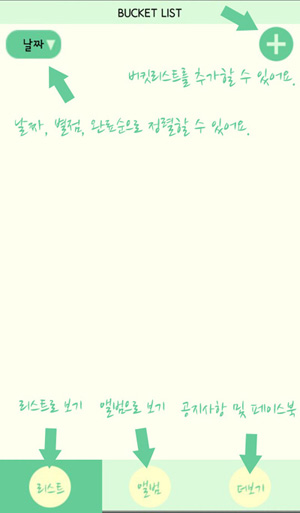 BUCKET LIST
날짜
버킷리스트를 추가할 수 있어요.
날짜, 별점, 완료순으로 정렬할 수 있어요.
리스트로 보기 앨범으로 보기 공지사항 및 페이스북
리스트 앨범 더보기